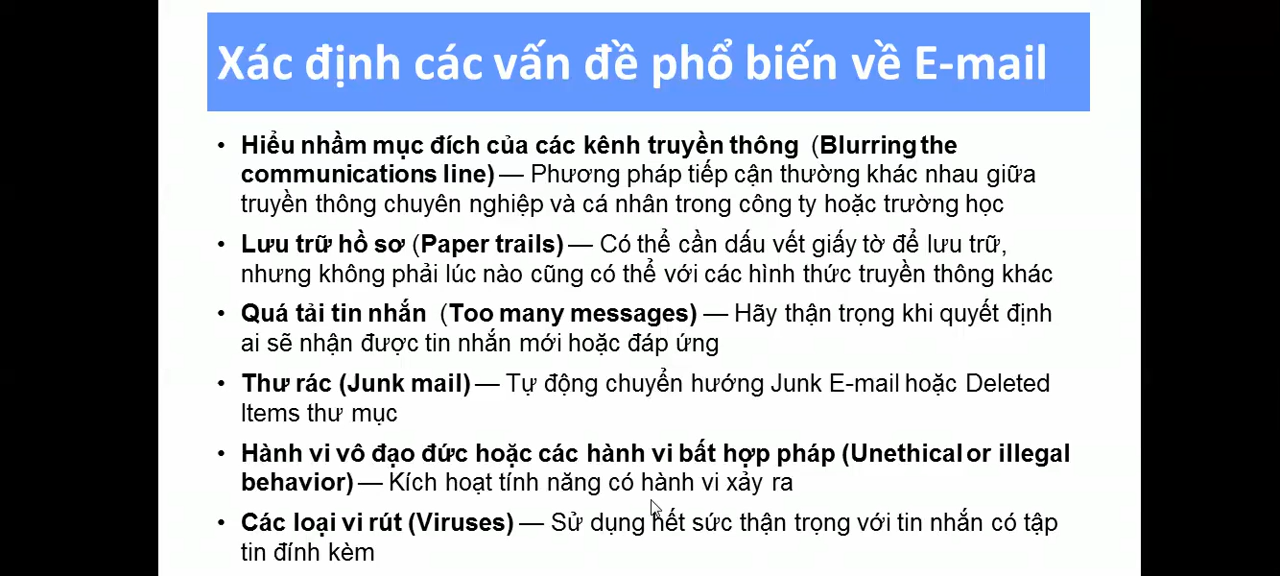 Xác định các vấn đề phổ biến về E-mail
• Hiểu nhầm mục đích của các kênh truyền thông (Blurring the
communications line) — Phương pháp tiếp cận thường khác nhau giữa
truyền thông chuyên nghiệp và cá nhân trong công ty hoặc trường học
• Lưu trữ hồ sơ (Paper trails) — Có thể cần dấu vết giấy tờ để lưu trữ,
nhưng không phải lúc nào cũng có thể với các hình thức truyền thông khác
• Quá tải tin nhắn (Too many messages) — Hãy thận trọng khi quyết định
ai sẽ nhận được tin nhắn mới hoặc đáp ứng
• Thư rác (Junk mail) — Tự động chuyển hướng Junk E-mail hoặc Deleted
Items thư mục
• Hành vi vô đạo đức hoặc các hành vi bất hợp pháp (Unethical or illegal
behavior) — Kích hoạt tính năng có hành vi xảy ra
• Các loại vi rút (Viruses) — Sử dụng hết sức thận trọng với tin nhắn có tập
tin đính kèm